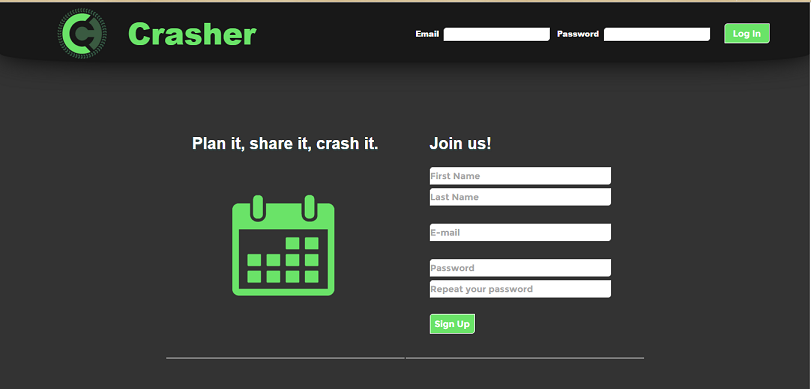 Crasher
Email
Password
Log In
Plan it, share it, crash it.
Join us!
First Name
Last Name
E-mail
Password
Repeat your password
Sign Up